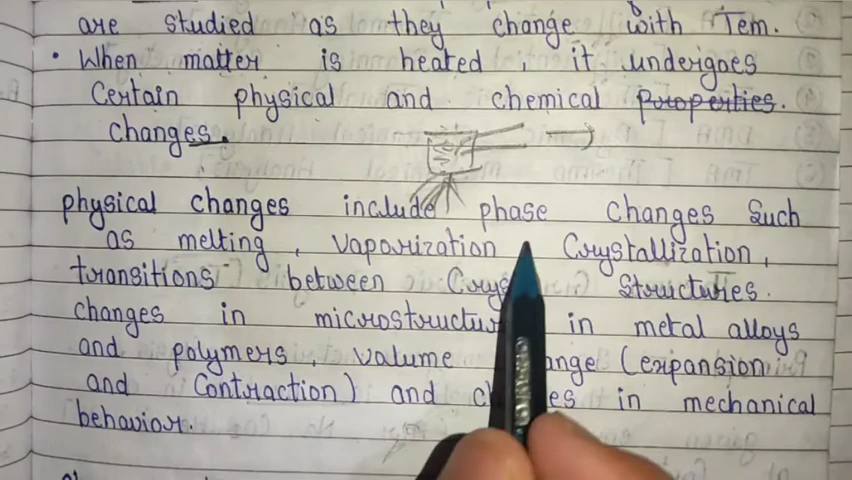 are studied as they change with Tem.
• When matter is heated, it undergoes
Certain physical and chemical properties.
changes.
physical changes include phase changes Such
as melting, Vaporization Crystallization,
transitions between Structures.
changes in in metal alloys
and polymers, volume (expansion
and Contraction) and in mechanical
behavior.